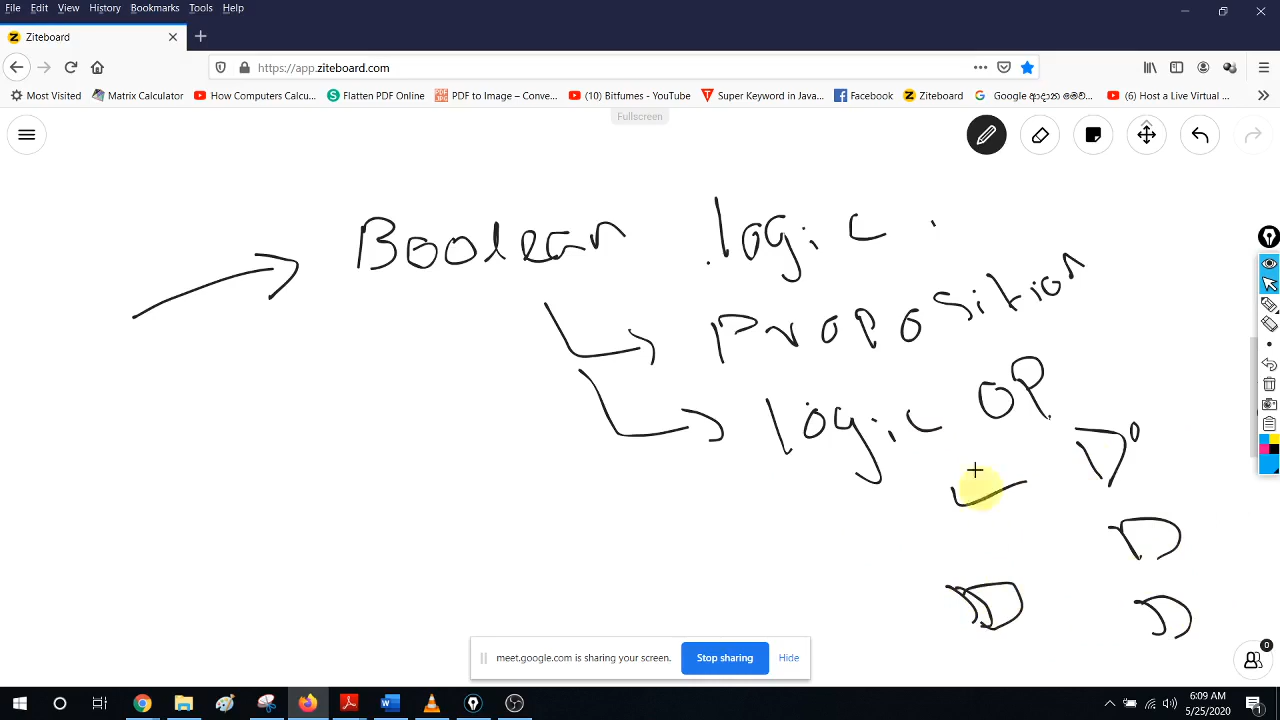 File Edit View History Bookmarks Tools Help
Ziteboard
https://app.ziteboard.com
Most Visited Matrix Calculator How Computers Calcu... Flatten PDF Online PDF to Image – Conve... (10) Bitfumes - YouTube Super Keyword in Java... Facebook Ziteboard (6) Host a Live Virtual ...
Fullscreen
Boolean logic.
Proposition
logic OP
meet.google.com is sharing your screen. Stop sharing Hide
0
6:09 AM
5/25/2020